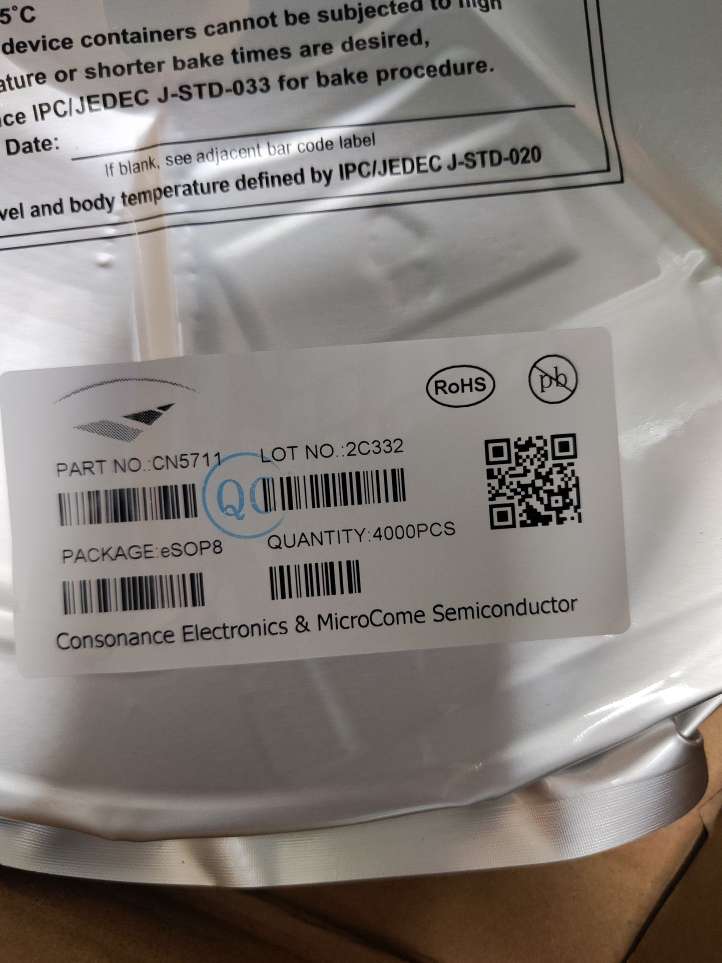 5°C
device containers cannot be subjected to high
ature or shorter bake times are desired,
ce IPC/JEDEC J-STD-033 for bake procedure.
Date:
If blank, see adjacent bar code label
vel and body temperature defined by IPC/JEDEC J-STD-020
RoHS
pb
PART NO.:CN5711
LOT NO.:2C332
QC
PACKAGE:eSOP8
QUANTITY:4000PCS
Consonance Electronics & MicroCome Semiconductor